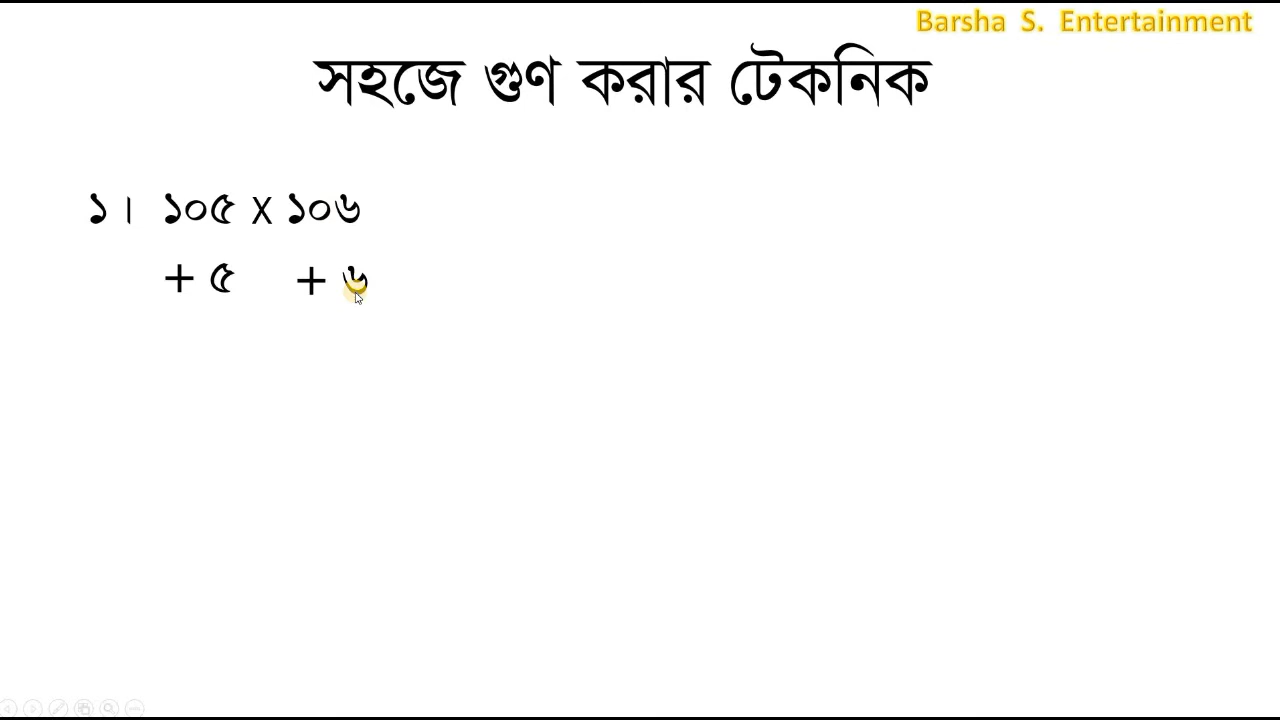 Barsha S. Entertainment
সহজে গুণ করার টেকনিক
১। ১০৫ x ১০৬
+ ৫ + ৬